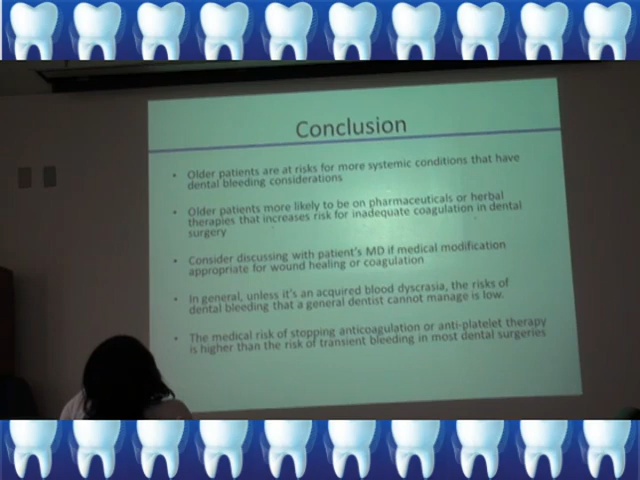 Conclusion
• Older patients are at risks for more systemic conditions that have
dental bleeding considerations
• Older patients more likely to be on pharmaceuticals or herbal
therapies that increases risk for inadequate coagulation in dental
surgery
• Consider discussing with patient's MD if medical modification
appropriate for wound healing or coagulation
• In general, unless it's an acquired blood dyscrasia, the risks of
dental bleeding that a general dentist cannot manage is low.
• The medical risk of stopping anticoagulation or anti-platelet therapy
is higher than the risk of transient bleeding in most dental surgeries